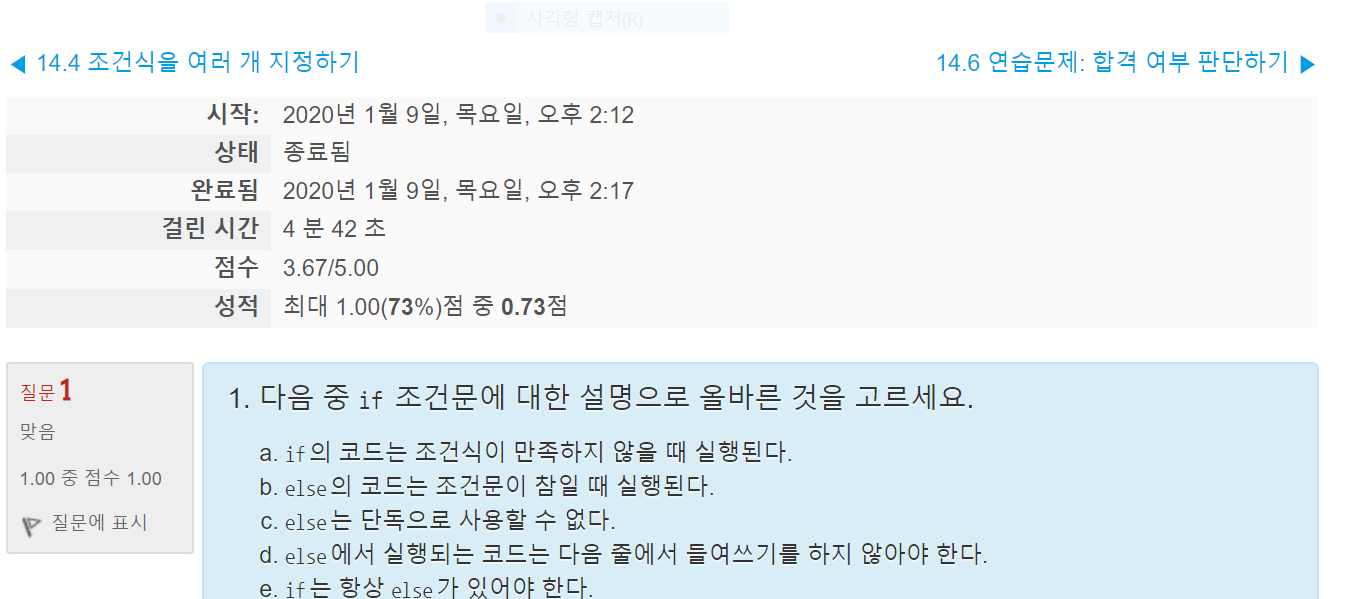 사각형 캡처(R)
◀ 14.4 조건식을 여러 개 지정하기
14.6 연습문제: 합격 여부 판단하기 ▶
시작: 2020년 1월 9일, 목요일, 오후 2:12
상태 종료됨
완료됨 2020년 1월 9일, 목요일, 오후 2:17
걸린 시간 4 분 42 초
점수 3.67/5.00
성적 최대 1.00(73%)점 중 0.73점
질문 1
맞음
1.00 중 점수 1.00
질문에 표시
1. 다음 중 if 조건문에 대한 설명으로 올바른 것을 고르세요.
a. if의 코드는 조건식이 만족하지 않을 때 실행된다.
b. else의 코드는 조건문이 참일 때 실행된다.
c. else는 단독으로 사용할 수 없다.
d. else에서 실행되는 코드는 다음 줄에서 들여쓰기를 하지 않아야 한다.
e. if는 항상 else가 있어야 한다.